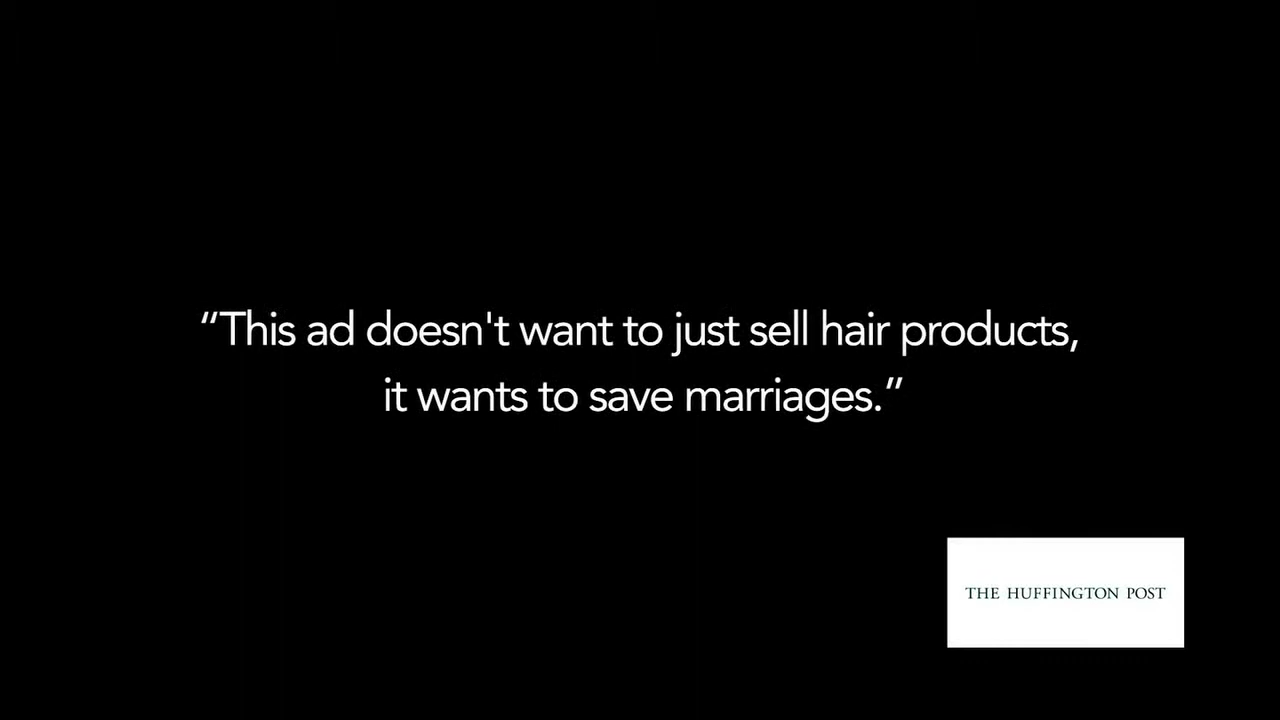 “This ad doesn't want to just sell hair products,
it wants to save marriages.”
THE HUFFINGTON POST